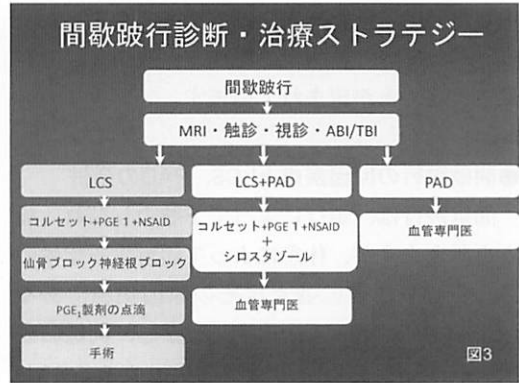 間歇跛行診断・治療ストラテジー
間歇跛行
MRI・触診・視診・ABI/TBI
LCS
LCS+PAD
PAD
コルセット+PGE 1+NSAID
コルセット+PGE 1+NSAID
+
シロスタゾール
血管専門医
仙骨ブロック神経根ブロック
PGE₁製剤の点滴
血管専門医
手術
図3